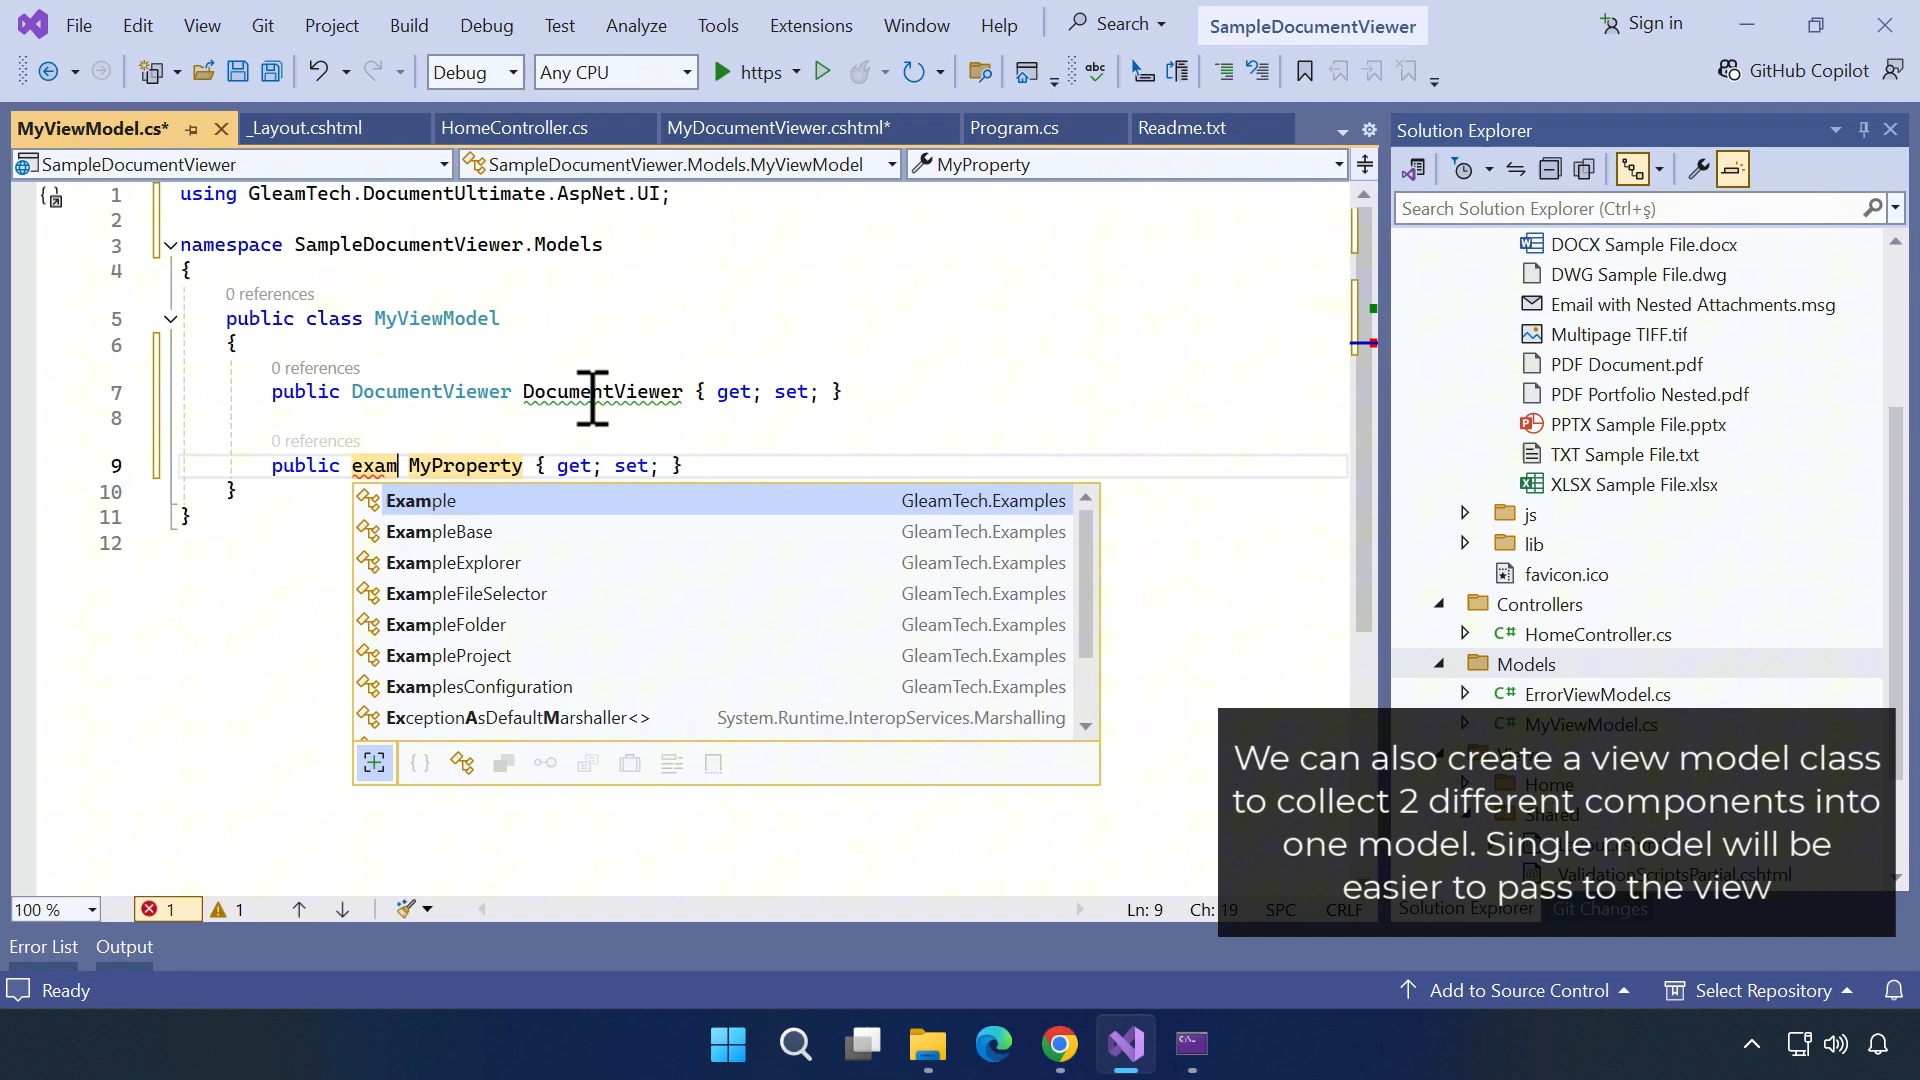 File Edit View Git Project Build Debug Test Analyze Tools Extensions Window Help Search SampleDocumentViewer Sign in
Debug Any CPU https abc GitHub Copilot
MyViewModel.cs* _Layout.cshtml HomeController.cs MyDocumentViewer.cshtml* Program.cs Readme.txt
SampleDocumentViewer SampleDocumentViewer.Models.MyViewModel MyProperty
1 using GleamTech.DocumentUltimate.AspNet.UI;
2
3 namespace SampleDocumentViewer.Models
4 {
0 references
5 public class MyViewModel
6 {
0 references
7 public DocumentViewer DocumentViewer { get; set; }
8
0 references
9 public exam MyProperty { get; set; }
10 }
11 }
12
Example GleamTech.Examples
ExampleBase GleamTech.Examples
ExampleExplorer GleamTech.Examples
ExampleFileSelector GleamTech.Examples
ExampleFolder GleamTech.Examples
ExampleProject GleamTech.Examples
ExamplesConfiguration GleamTech.Examples
ExceptionAsDefaultMarshaller<> System.Runtime.InteropServices.Marshalling
Solution Explorer
Search Solution Explorer (Ctrl+ş)
DOCX Sample File.docx
DWG Sample File.dwg
Email with Nested Attachments.msg
Multipage TIFF.tif
PDF Document.pdf
PDF Portfolio Nested.pdf
PPTX Sample File.pptx
TXT Sample File.txt
XLSX Sample File.xlsx
js
lib
favicon.ico
Controllers
C# HomeController.cs
Models
C# ErrorViewModel.cs
C# MyViewModel.cs
Home
Shared
_ValidationScriptsPartial.cshtml
Solution Explorer Git Changes
We can also create a view model class
to collect 2 different components into
one model. Single model will be
easier to pass to the view
100 % 1 1 Ln: 9 Ch: 19 SPC CRLF
Error List Output
Ready Add to Source Control Select Repository